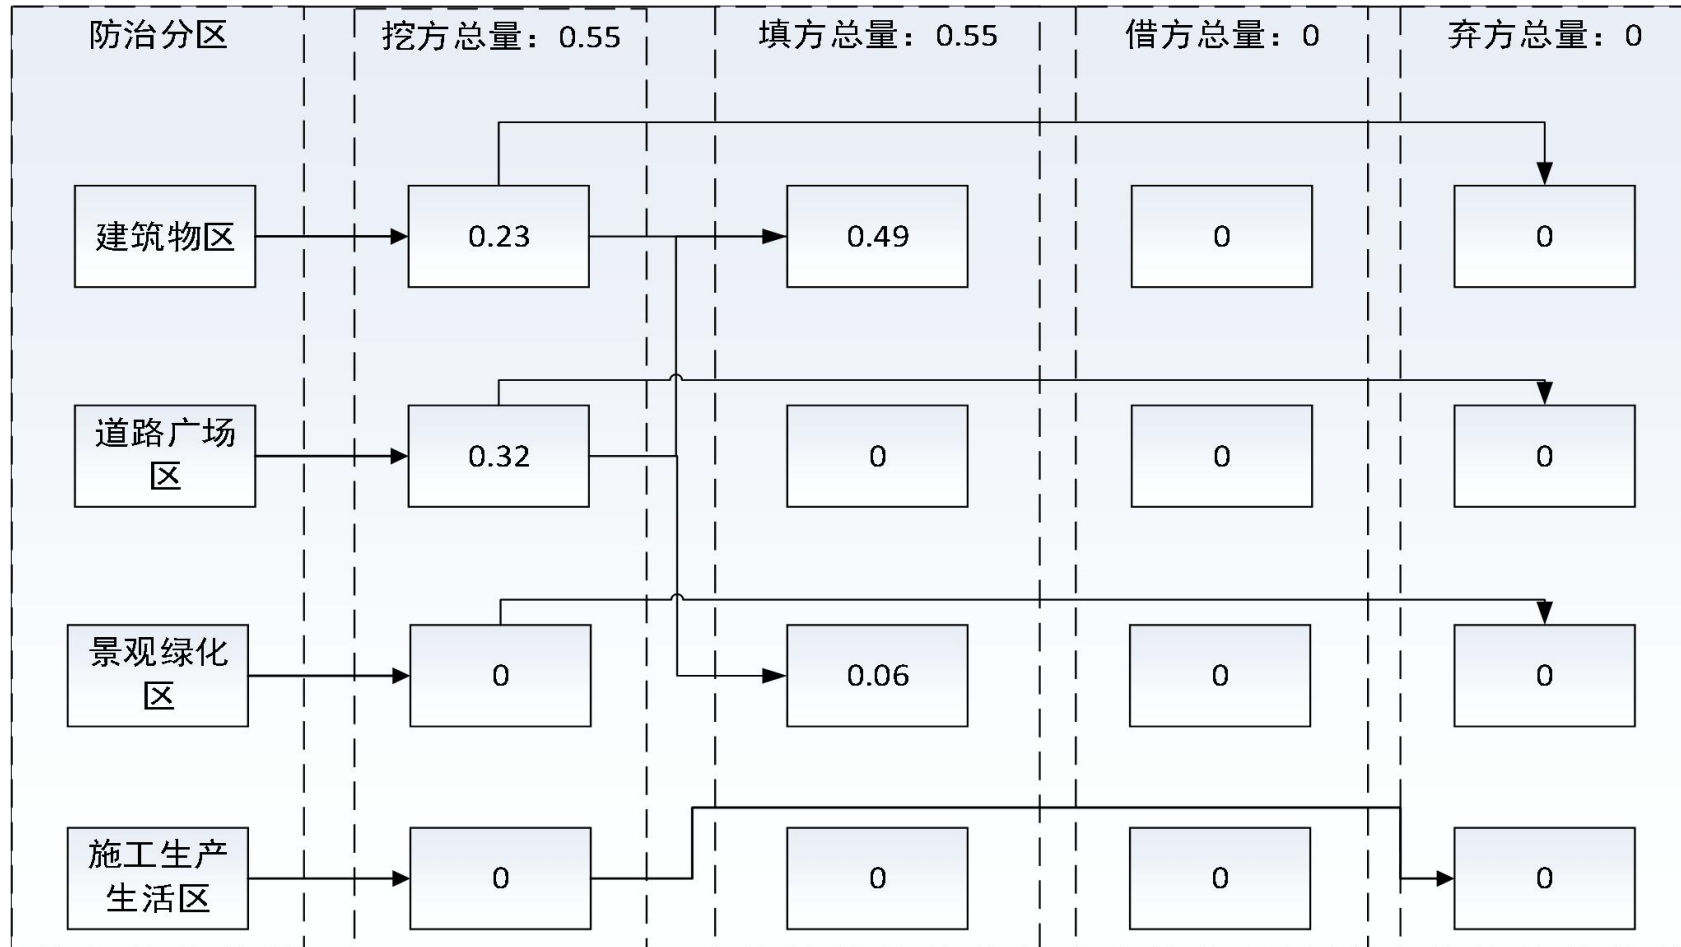 防治分区
挖方总量：0.55
填方总量：0.55
借方总量：0
弃方总量：0
建筑物区
0.23
0.49
0
0
道路广场
区
0.32
0
0
0
景观绿化
区
0
0.06
0
0
施工生产
生活区
0
0
0
0